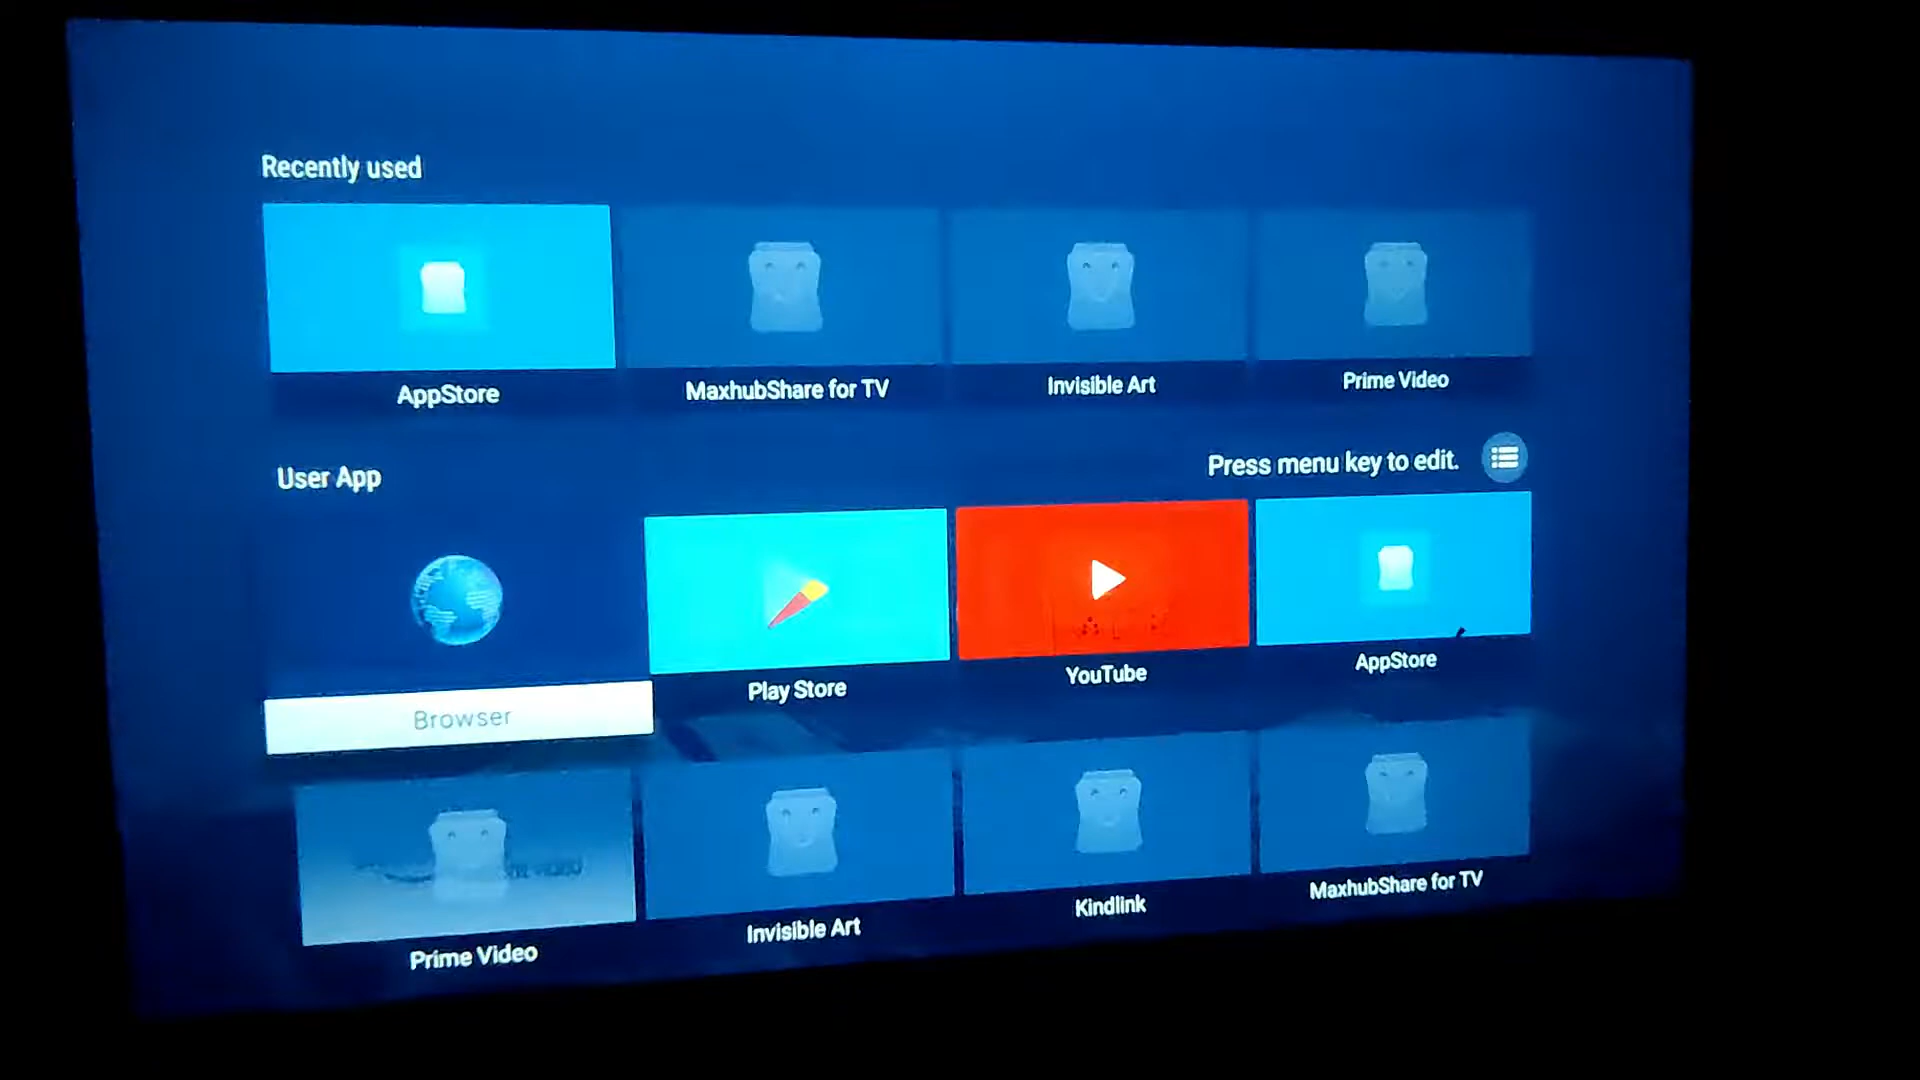 Recently used
AppStore
MaxhubShare for TV
Invisible Art
Prime Video
User App
Press menu key to edit.
Browser
Play Store
YouTube
AppStore
Prime Video
Invisible Art
Kindlink
MaxhubShare for TV